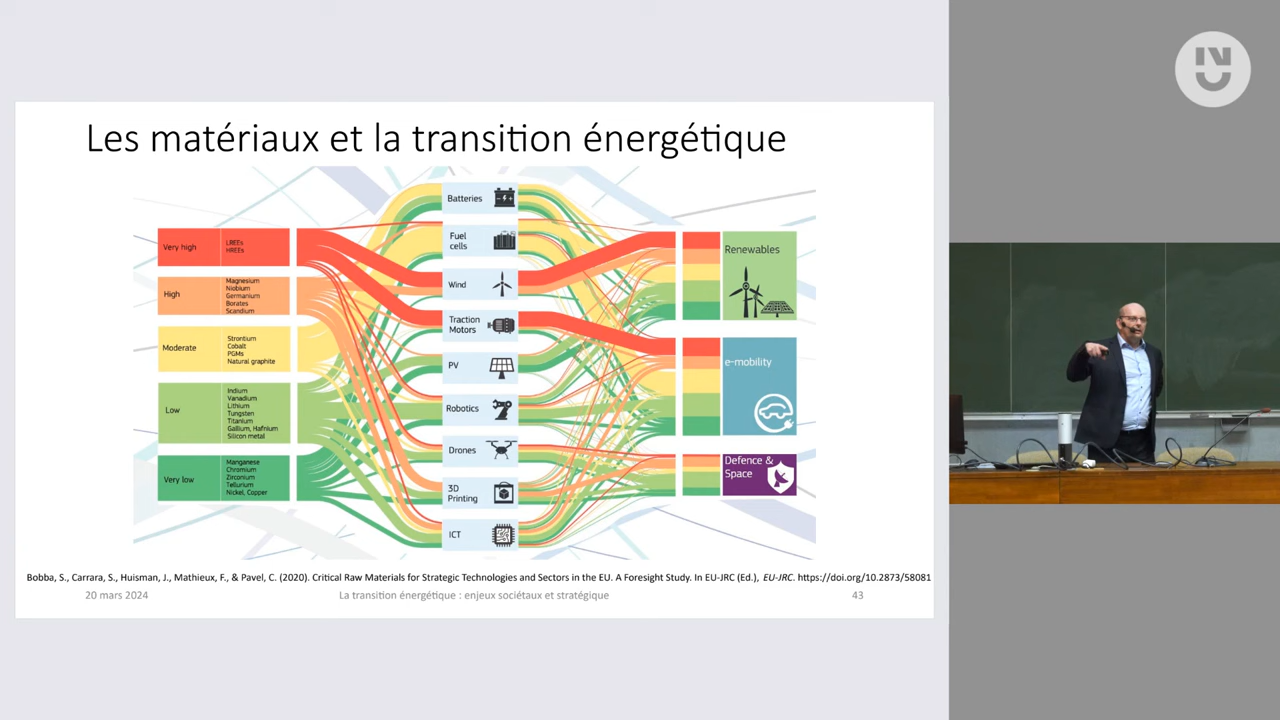 Les matériaux et la transition énergétique
Very high
LREEs
HREEs
High
Magnesium
Niobium
Germanium
Borates
Scandium
Moderate
Strontium
Cobalt
PGMs
Natural graphite
Low
Indium
Vanadium
Lithium
Tungsten
Titanium
Gallium, Hafnium
Silicon metal
Very low
Manganese
Chromium
Zirconium
Tellurium
Nickel, Copper
Batteries
Fuel
cells
Wind
Traction
Motors
PV
Robotics
Drones
3D
Printing
ICT
Renewables
e-mobility
Defence &
Space
Bobba, S., Carrara, S., Huisman, J., Mathieux, F., & Pavel, C. (2020). Critical Raw Materials for Strategic Technologies and Sectors in the EU. A Foresight Study. In EU-JRC (Ed.), EU-JRC. https://doi.org/10.2873/58081
20 mars 2024
La transition énergétique : enjeux sociétaux et stratégique
43